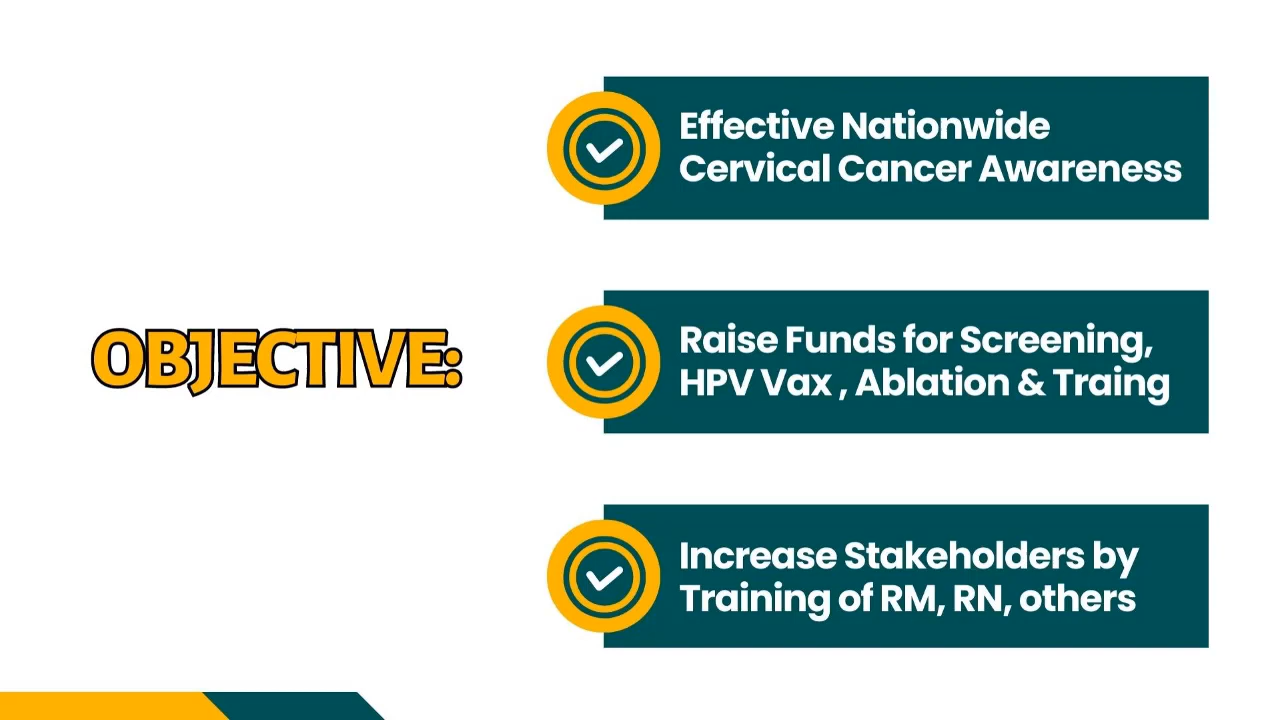 OBJECTIVE:
Effective Nationwide
Cervical Cancer Awareness
Raise Funds for Screening,
HPV Vax , Ablation & Traing
Increase Stakeholders by
Training of RM, RN, others